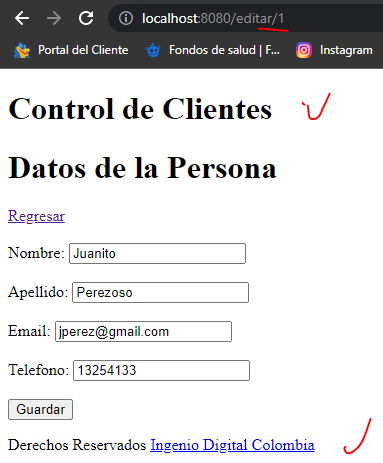 localhost:8080/editar/1
Portal del Cliente Fondos de salud | F... Instagram
Control de Clientes
Datos de la Persona
Regresar
Nombre: Juanito
Apellido: Perezoso
Email: jperez@gmail.com
Telefono: 13254133
Guardar
Derechos Reservados Ingenio Digital Colombia